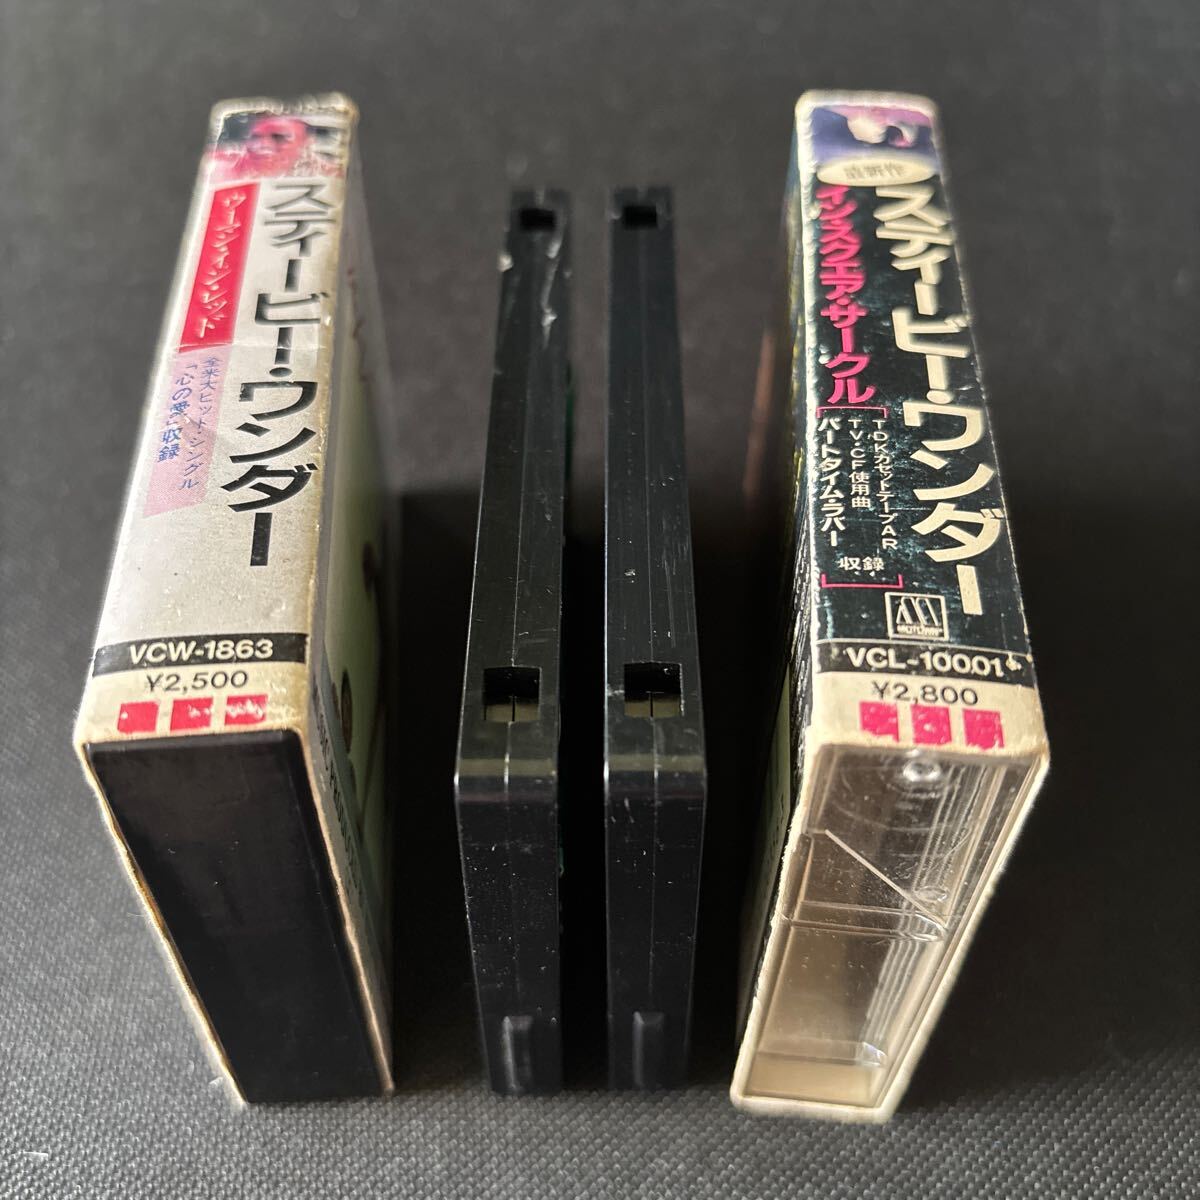 スティービー・ワンダー
ウーマン・イン・レッド
全米大ヒット・シングル
「心の愛」収録
VCW-1863
¥2,500
最新作
スティービー・ワンダー
イン・スクエア・サークル
TDKカセットテープAR
TV・CF使用曲
パートタイム・ラバー
収録
MOTOWN
VCL-10001
¥2,800